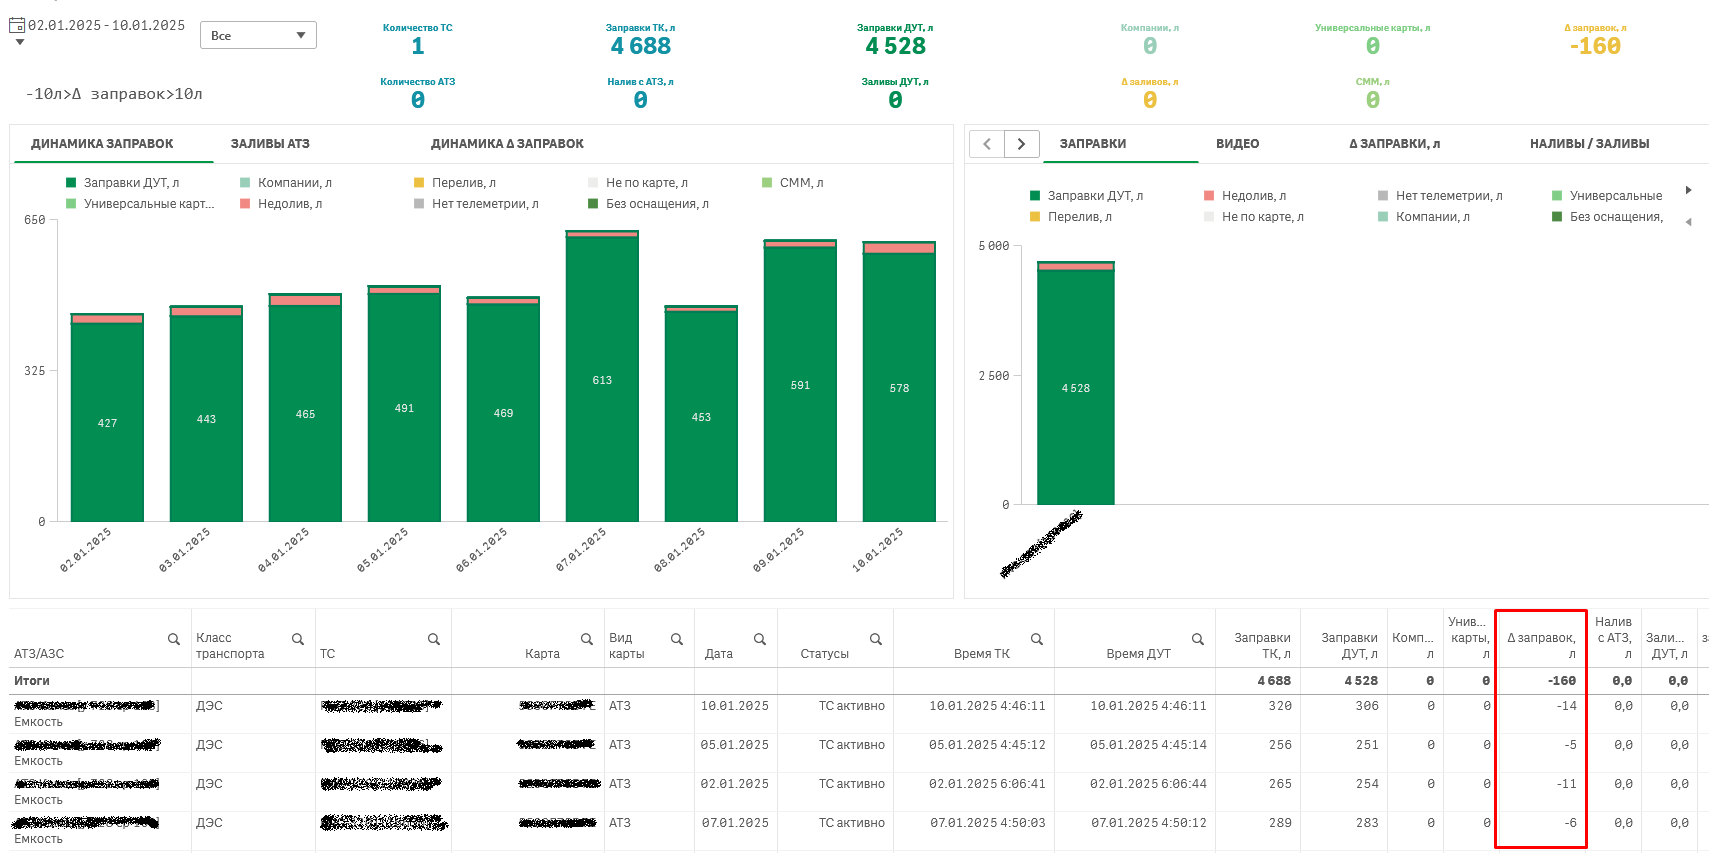 02.01.2025 - 10.01.2025
Все
-10л>Δ заправок>10л
Количество ТС
1
Заправки ТК, л
4 688
Заправки ДУТ, л
4 528
Компании, л
0
Универсальные карты, л
0
Δ заправок, л
-160
Количество АТЗ
0
Налив с АТЗ, л
0
Заливы ДУТ, л
0
Δ заливов, л
0
СММ, л
0
ДИНАМИКА ЗАПРАВОК ЗАЛИВЫ АТЗ ДИНАМИКА Δ ЗАПРАВОК
Заправки ДУТ, л Компании, л Перелив, л Не по карте, л СММ, л
Универсальные карт... Недолив, л Нет телеметрии, л Без оснащения, л
650
325
0
427 443 465 491 469 613 453 591 578
02.01.2025 03.01.2025 04.01.2025 05.01.2025 06.01.2025 07.01.2025 08.01.2025 09.01.2025 10.01.2025
ЗАПРАВКИ ВИДЕО Δ ЗАПРАВКИ, л НАЛИВЫ / ЗАЛИВЫ
Заправки ДУТ, л Недолив, л Нет телеметрии, л Универсальные
Перелив, л Не по карте, л Компании, л Без оснащения,
5 000
2 500
0
4 528
АТЗ/АЗС
Класс
транспорта
ТС
Карта
Вид
карты
Дата
Статусы
Время ТК
Время ДУТ
Заправки
ТК, л
Заправки
ДУТ, л
Комп...
л
Унив...
карты,
л
Δ заправок,
л
Налив
с АТЗ,
л
Зали...
ДУТ, л
Итоги 4 688 4 528 0 0 -160 0,0 0,0
ДЭС АТЗ 10.01.2025 ТС активно 10.01.2025 4:46:11 10.01.2025 4:46:11 320 306 0 0 -14 0,0 0,0
Емкость
ДЭС АТЗ 05.01.2025 ТС активно 05.01.2025 4:45:12 05.01.2025 4:45:14 256 251 0 0 -5 0,0 0,0
Емкость
ДЭС АТЗ 02.01.2025 ТС активно 02.01.2025 6:06:41 02.01.2025 6:06:44 265 254 0 0 -11 0,0 0,0
Емкость
ДЭС АТЗ 07.01.2025 ТС активно 07.01.2025 4:50:03 07.01.2025 4:50:12 289 283 0 0 -6 0,0 0,0
Емкость